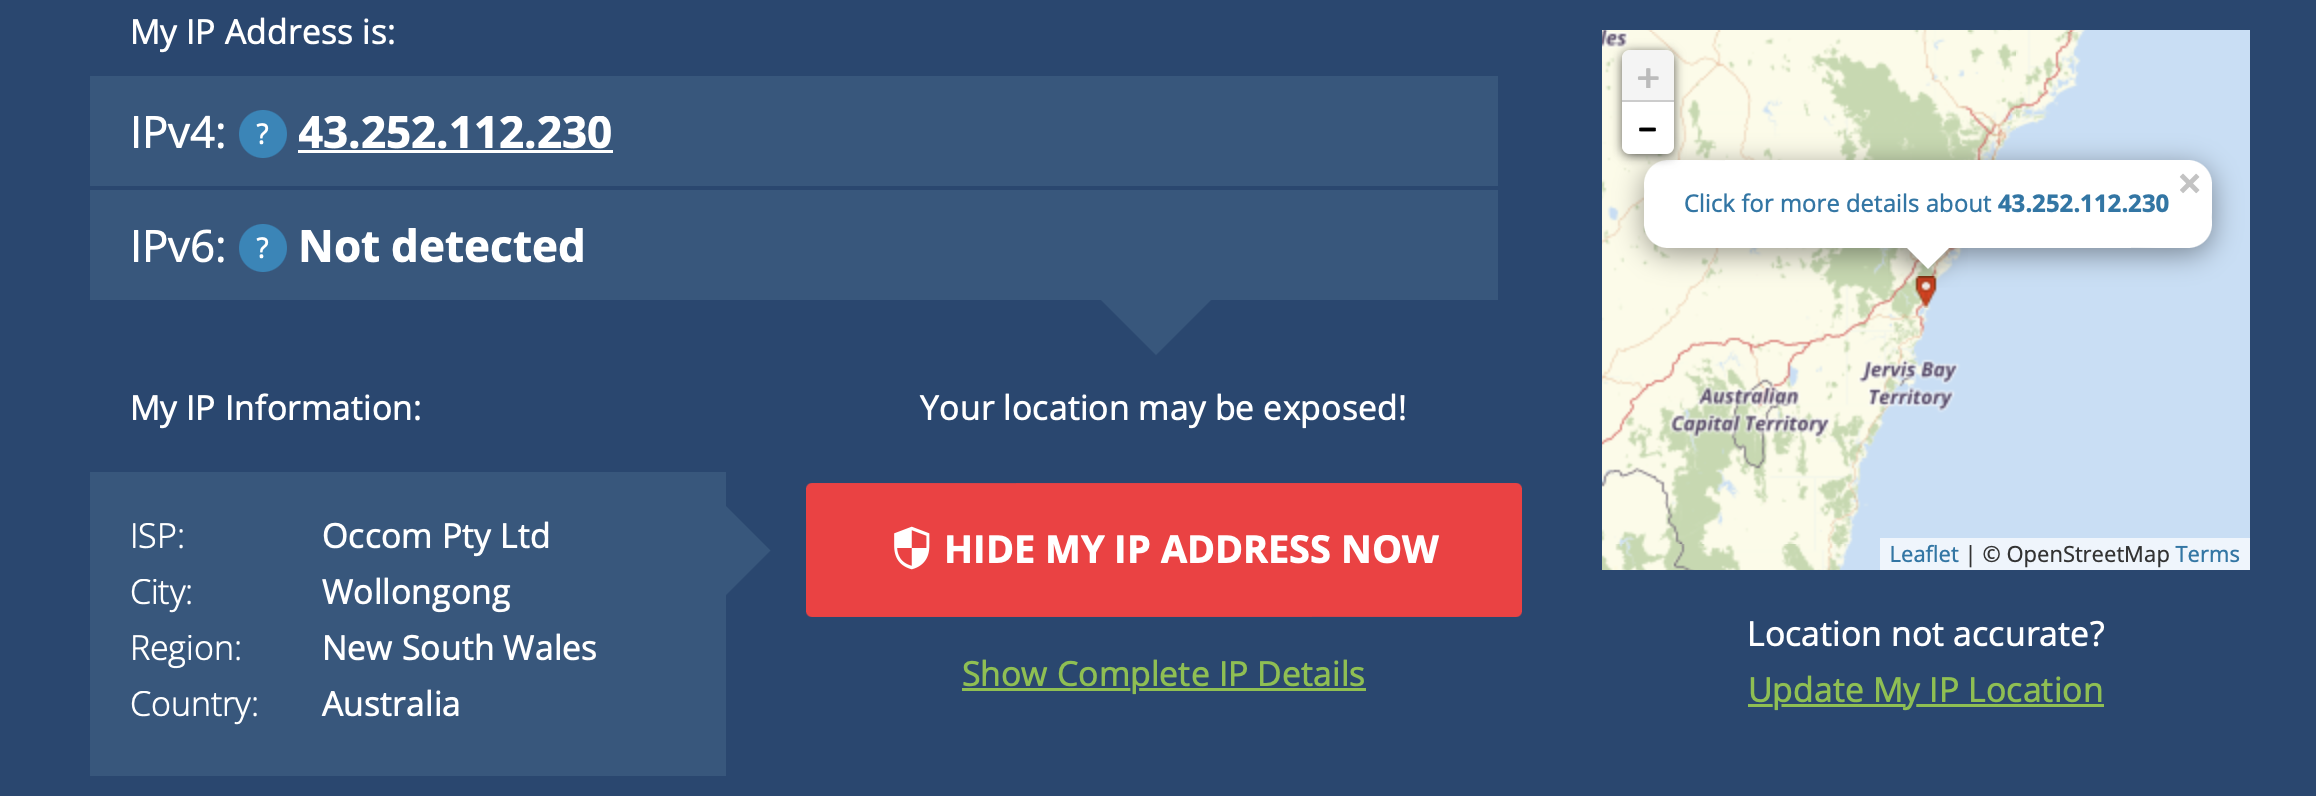 My IP Address is:
IPv4: ? 43.252.112.230
IPv6: ? Not detected
My IP Information:
ISP: Occom Pty Ltd
City: Wollongong
Region: New South Wales
Country: Australia
Your location may be exposed!
HIDE MY IP ADDRESS NOW
Show Complete IP Details
les
+
−
Click for more details about 43.252.112.230
×
Jervis Bay
Territory
Australian
Capital Territory
Leaflet | © OpenStreetMap Terms
Location not accurate?
Update My IP Location